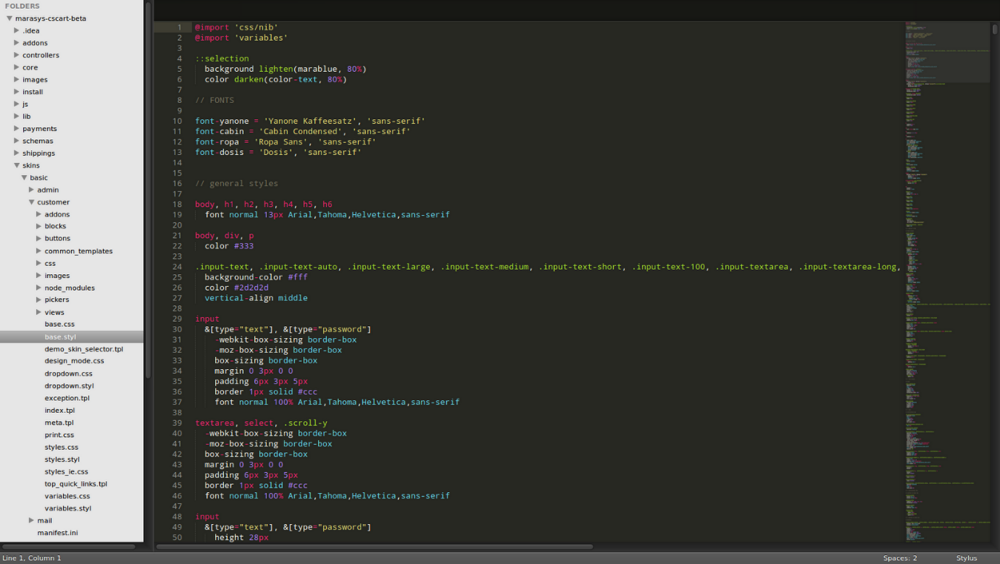 FOLDERS
marasys-cscart-beta
.idea
addons
controllers
core
images
install
js
lib
payments
schemas
shippings
skins
basic
admin
customer
addons
blocks
buttons
common_templates
css
images
node_modules
pickers
views
base.css
base.styl
demo_skin_selector.tpl
design_mode.css
dropdown.css
dropdown.styl
exception.tpl
index.tpl
meta.tpl
print.css
styles.css
styles.styl
styles_ie.css
top_quick_links.tpl
variables.css
variables.styl
mail
manifest.ini
1 @import 'css/nib'
2 @import 'variables'
3
4 ::selection
5 background lighten(marablue, 80%)
6 color darken(color-text, 80%)
7
8 // FONTS
9
10 font-yanone = 'Yanone Kaffeesatz', 'sans-serif'
11 font-cabin = 'Cabin Condensed', 'sans-serif'
12 font-ropa = 'Ropa Sans', 'sans-serif'
13 font-dosis = 'Dosis', 'sans-serif'
14
15
16 // general styles
17
18 body, h1, h2, h3, h4, h5, h6
19 font normal 13px Arial,Tahoma,Helvetica,sans-serif
20
21 body, div, p
22 color #333
23
24 .input-text, .input-text-auto, .input-text-large, .input-text-medium, .input-text-short, .input-text-100, .input-textarea, .input-textarea-long,
25 background-color #fff
26 color #2d2d2d
27 vertical-align middle
28
29 input
30 &[type="text"], &[type="password"]
31 -webkit-box-sizing border-box
32 -moz-box-sizing border-box
33 box-sizing border-box
34 margin 0 3px 0 0
35 padding 6px 3px 5px
36 border 1px solid #ccc
37 font normal 100% Arial,Tahoma,Helvetica,sans-serif
38
39 textarea, select, .scroll-y
40 -webkit-box-sizing border-box
41 -moz-box-sizing border-box
42 box-sizing border-box
43 margin 0 3px 0 0
44 padding 6px 3px 5px
45 border 1px solid #ccc
46 font normal 100% Arial,Tahoma,Helvetica,sans-serif
47
48 input
49 &[type="text"], &[type="password"]
50 height 28px
Line 1, Column 1
Spaces: 2
Stylus